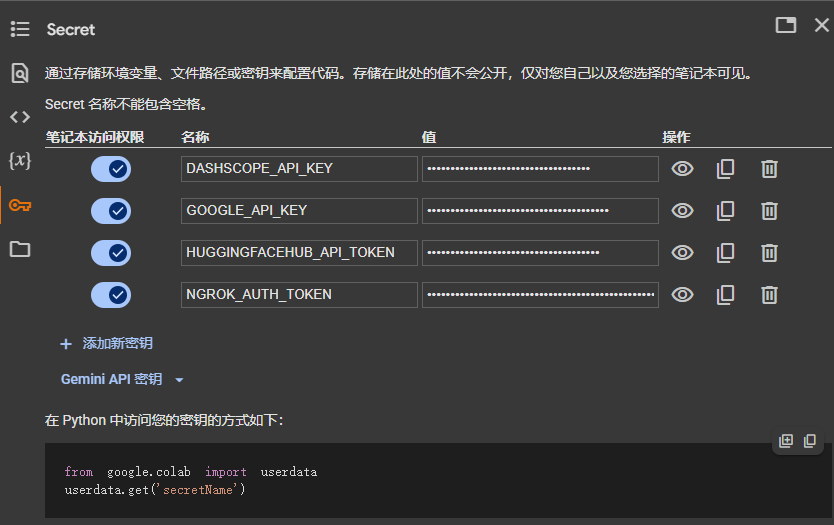 Secret
通过存储环境变量、文件路径或密钥来配置代码。存储在此处的值不会公开，仅对您自己以及您选择的笔记本可见。
Secret 名称不能包含空格。
笔记本访问权限 名称 值 操作
DASHSCOPE_API_KEY ••••••••••••••••••••••••••••••••••
GOOGLE_API_KEY ••••••••••••••••••••••••••••••••••••••
HUGGINGFACEHUB_API_TOKEN ••••••••••••••••••••••••••••••••••••
NGROK_AUTH_TOKEN ••••••••••••••••••••••••••••••••••••••••••••••••
+ 添加新密钥
Gemini API 密钥
在 Python 中访问您的密钥的方式如下：
from google.colab import userdata
userdata.get('secretName')